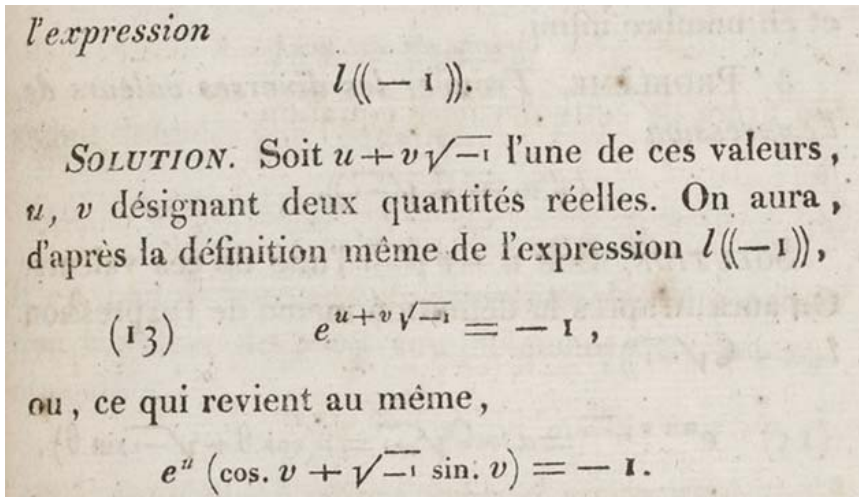 l'expression
l((— 1)).
SOLUTION. Soit u + v√−1 l'une de ces valeurs,
u, v désignant deux quantités réelles. On aura,
d'après la définition même de l'expression l((—1)),
(13) e^{u+v√−1} = — 1,
ou, ce qui revient au même,
e^u (cos. v + √−1 sin. v) = — 1.